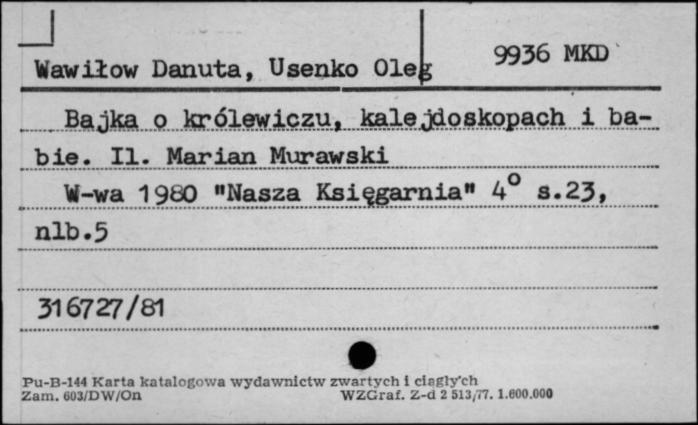 9936 MKD
Wawiłow Danuta, Usenko Oleg
Bajka o królewiczu, kalejdoskopach i ba-
bie. Il. Marian Murawski
W-wa 1980 "Nasza Księgarnia" 4° s.23,
nlb.5
316727/81
Pu-B-144 Karta katalogowa wydawnictw zwartych i ciągłych
Zam. 603/DW/On WZGraf. Z-d 2 513/77. 1.600.000